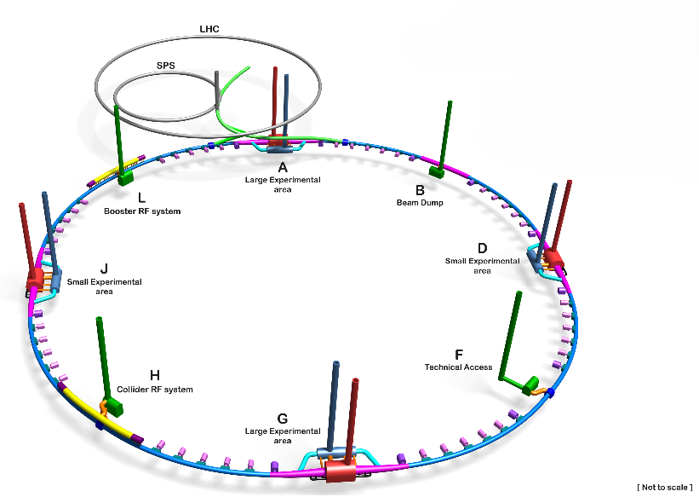 LHC
SPS
A
Large Experimental
area
B
Beam Dump
L
Booster RF system
D
Small Experimental
area
J
Small Experimental
area
F
Technical Access
H
Collider RF system
G
Large Experimental
area
[ Not to scale ]